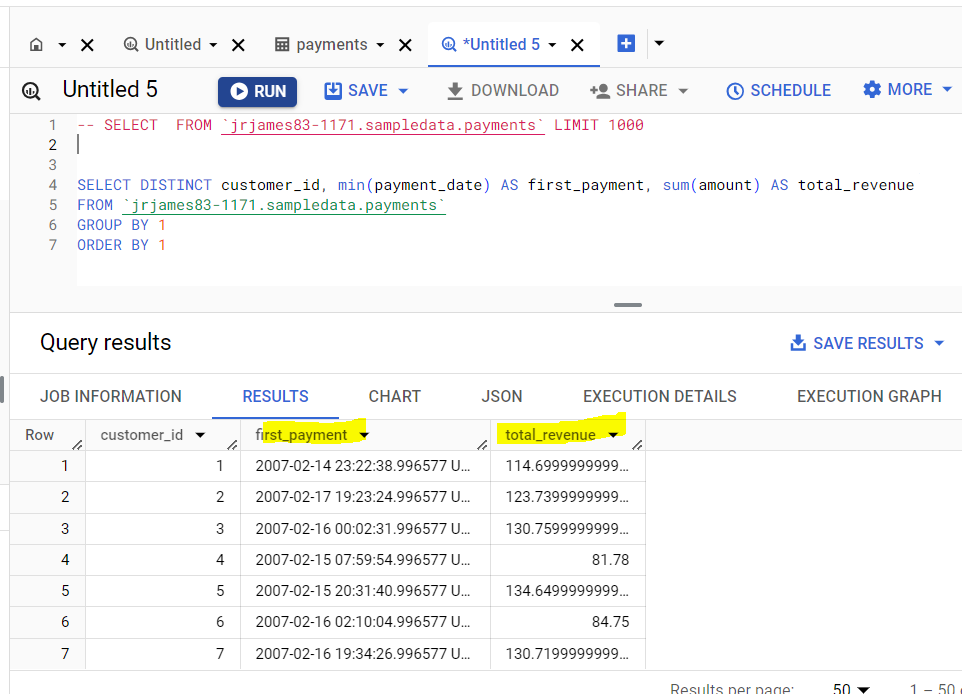 Untitled payments *Untitled 5
Untitled 5 RUN SAVE DOWNLOAD SHARE SCHEDULE MORE
1 -- SELECT  FROM `jrjames83-1171.sampledata.payments` LIMIT 1000
2
3
4 SELECT DISTINCT customer_id, min(payment_date) AS first_payment, sum(amount) AS total_revenue
5 FROM `jrjames83-1171.sampledata.payments`
6 GROUP BY 1
7 ORDER BY 1
Query results SAVE RESULTS
JOB INFORMATION RESULTS CHART JSON EXECUTION DETAILS EXECUTION GRAPH
Row customer_id first_payment total_revenue
1 1 2007-02-14 23:22:38.996577 U... 114.6999999999...
2 2 2007-02-17 19:23:24.996577 U... 123.7399999999...
3 3 2007-02-16 00:02:31.996577 U... 130.7599999999...
4 4 2007-02-15 07:59:54.996577 U... 81.78
5 5 2007-02-15 20:31:40.996577 U... 134.6499999999...
6 6 2007-02-16 02:10:04.996577 U... 84.75
7 7 2007-02-16 19:34:26.996577 U... 130.7199999999...
Results per page: 50 1 – 50